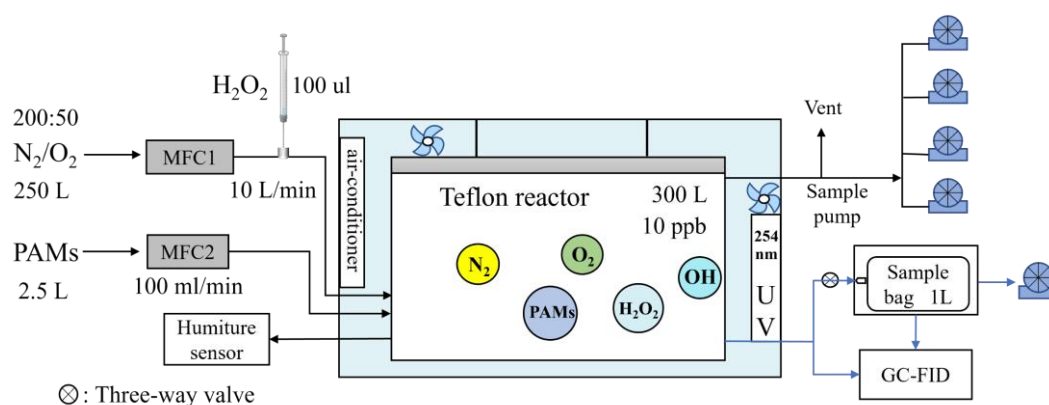 H₂O₂
100 ul
200:50
N₂/O₂
250 L
MFC1
10 L/min
PAMs
2.5 L
MFC2
100 ml/min
Humiture
sensor
⊗: Three-way valve
air-conditioner
Teflon reactor
300 L
10 ppb
N₂
O₂
OH
PAMs
H₂O₂
254
nm
U
V
Vent
Sample
pump
Sample
bag 1L
GC-FID